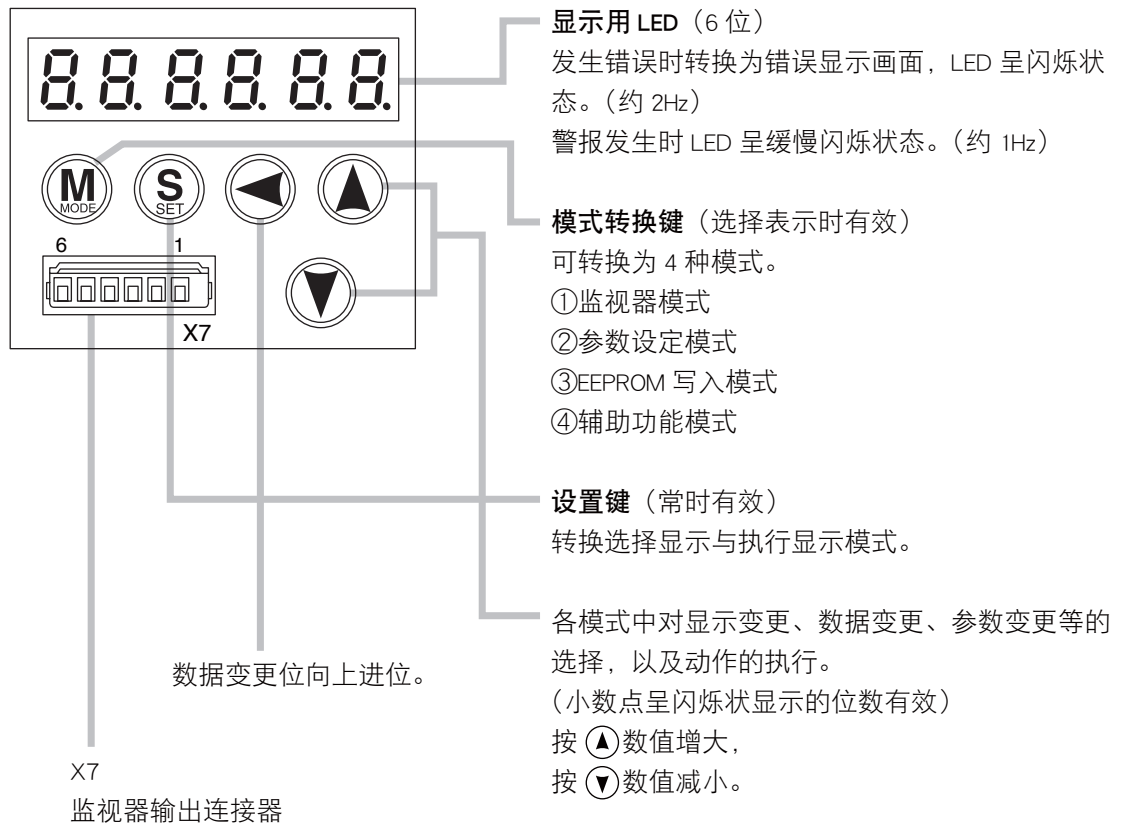 8.8.8.8.8.8.
M
MODE
S
SET
6 1
X7
数据变更位向上进位。
X7
监视器输出连接器
显示用 LED（6 位）
发生错误时转换为错误显示画面，LED 呈闪烁状
态。（约 2Hz）
警报发生时 LED 呈缓慢闪烁状态。（约 1Hz）
模式转换键（选择表示时有效）
可转换为 4 种模式。
①监视器模式
②参数设定模式
③EEPROM 写入模式
④辅助功能模式
设置键（常时有效）
转换选择显示与执行显示模式。
各模式中对显示变更、数据变更、参数变更等的
选择，以及动作的执行。
（小数点呈闪烁状显示的位数有效）
按▲数值增大，
按▼数值减小。